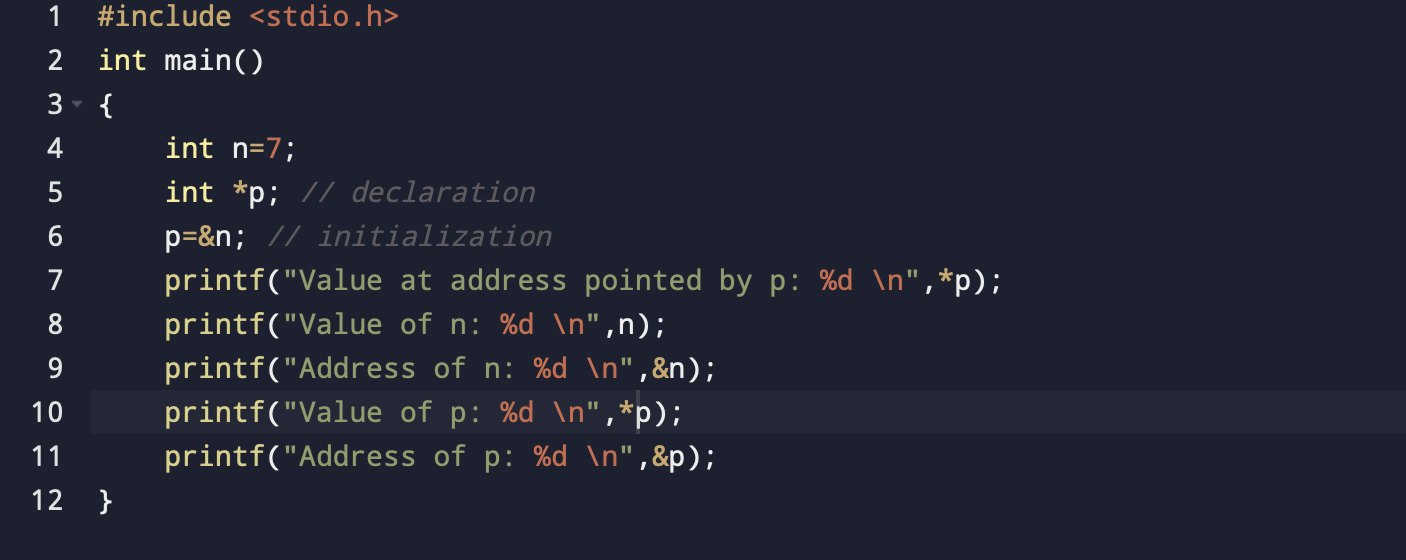 1 #include <stdio.h>
2 int main()
3 {
4     int n=7;
5     int *p; // declaration
6     p=&n; // initialization
7     printf("Value at address pointed by p: %d \n",*p);
8     printf("Value of n: %d \n",n);
9     printf("Address of n: %d \n",&n);
10     printf("Value of p: %d \n",*p);
11     printf("Address of p: %d \n",&p);
12 }